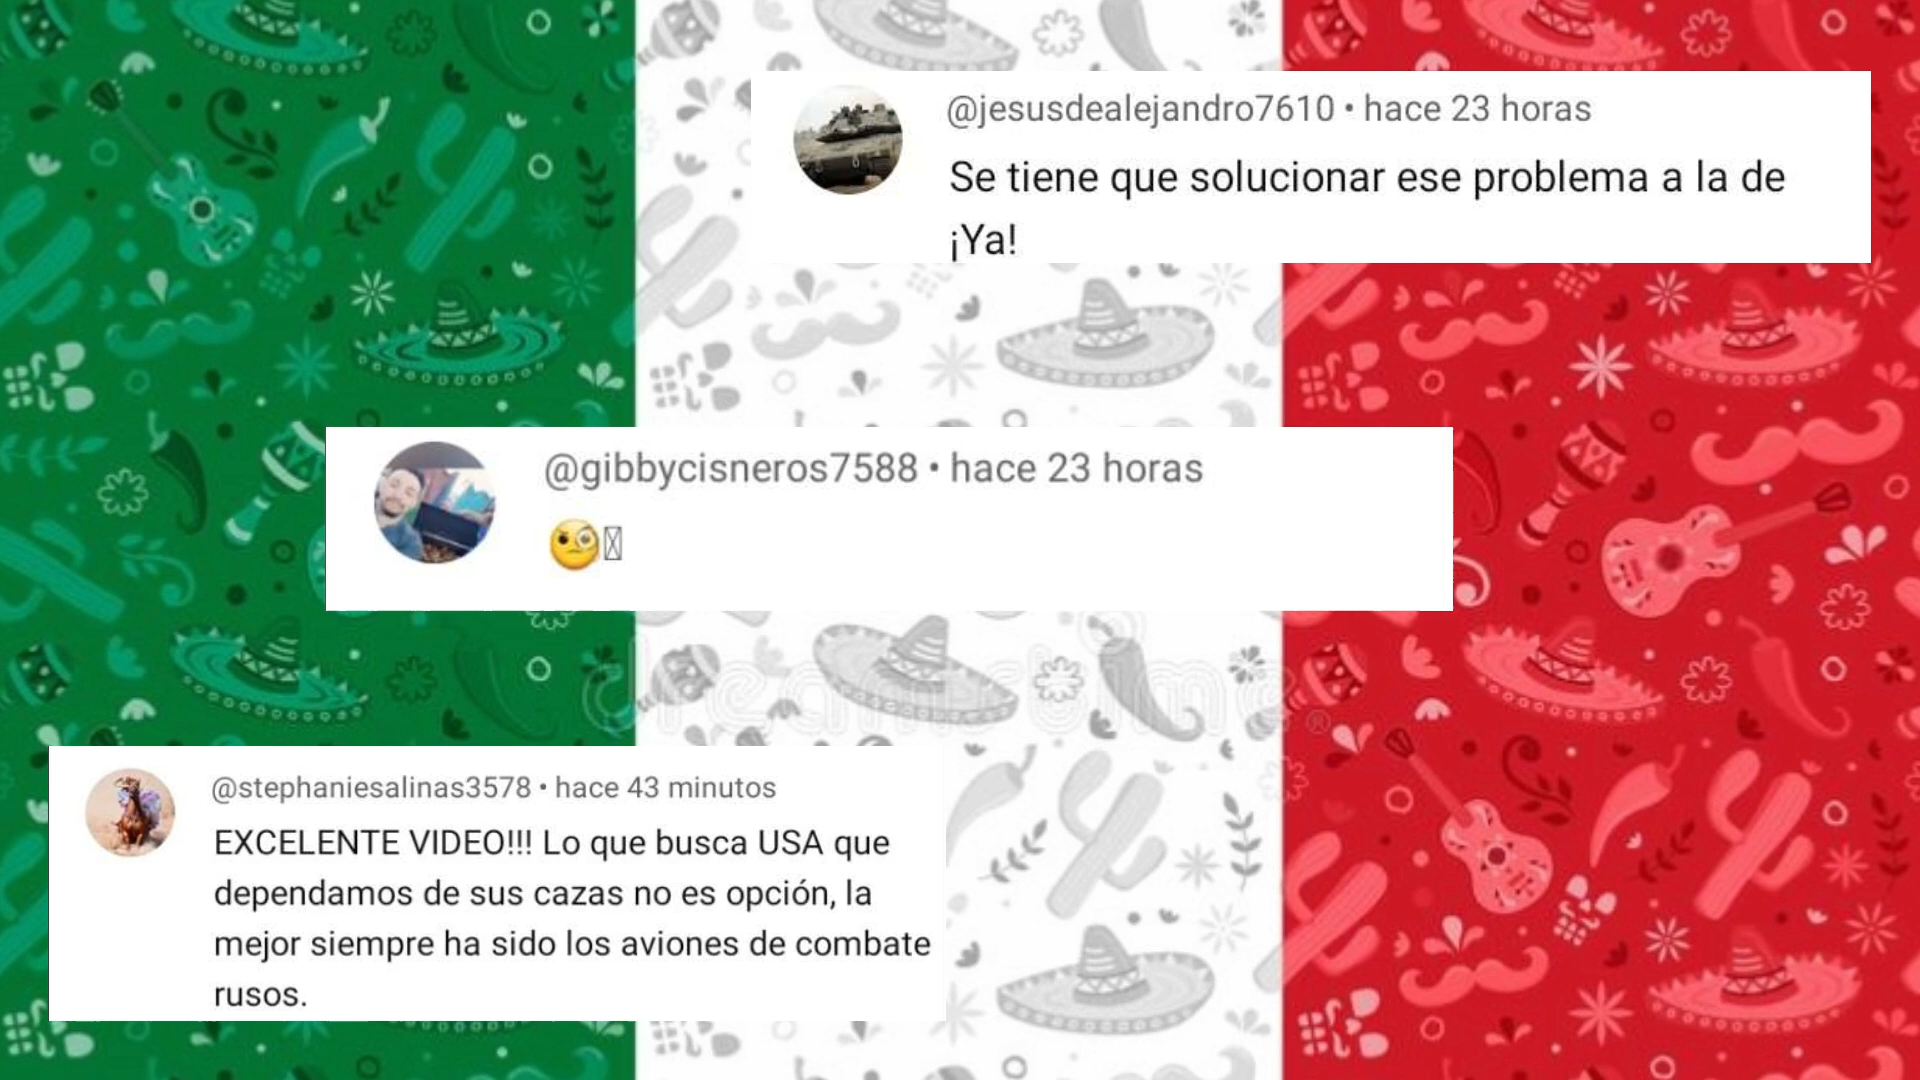 @jesusdealejandro7610 • hace 23 horas
Se tiene que solucionar ese problema a la de
¡Ya!
@gibbycisneros7588 • hace 23 horas
🧐
dreamstime®
@stephaniesalinas3578 • hace 43 minutos
EXCELENTE VIDEO!!! Lo que busca USA que
dependamos de sus cazas no es opción, la
mejor siempre ha sido los aviones de combate
rusos.